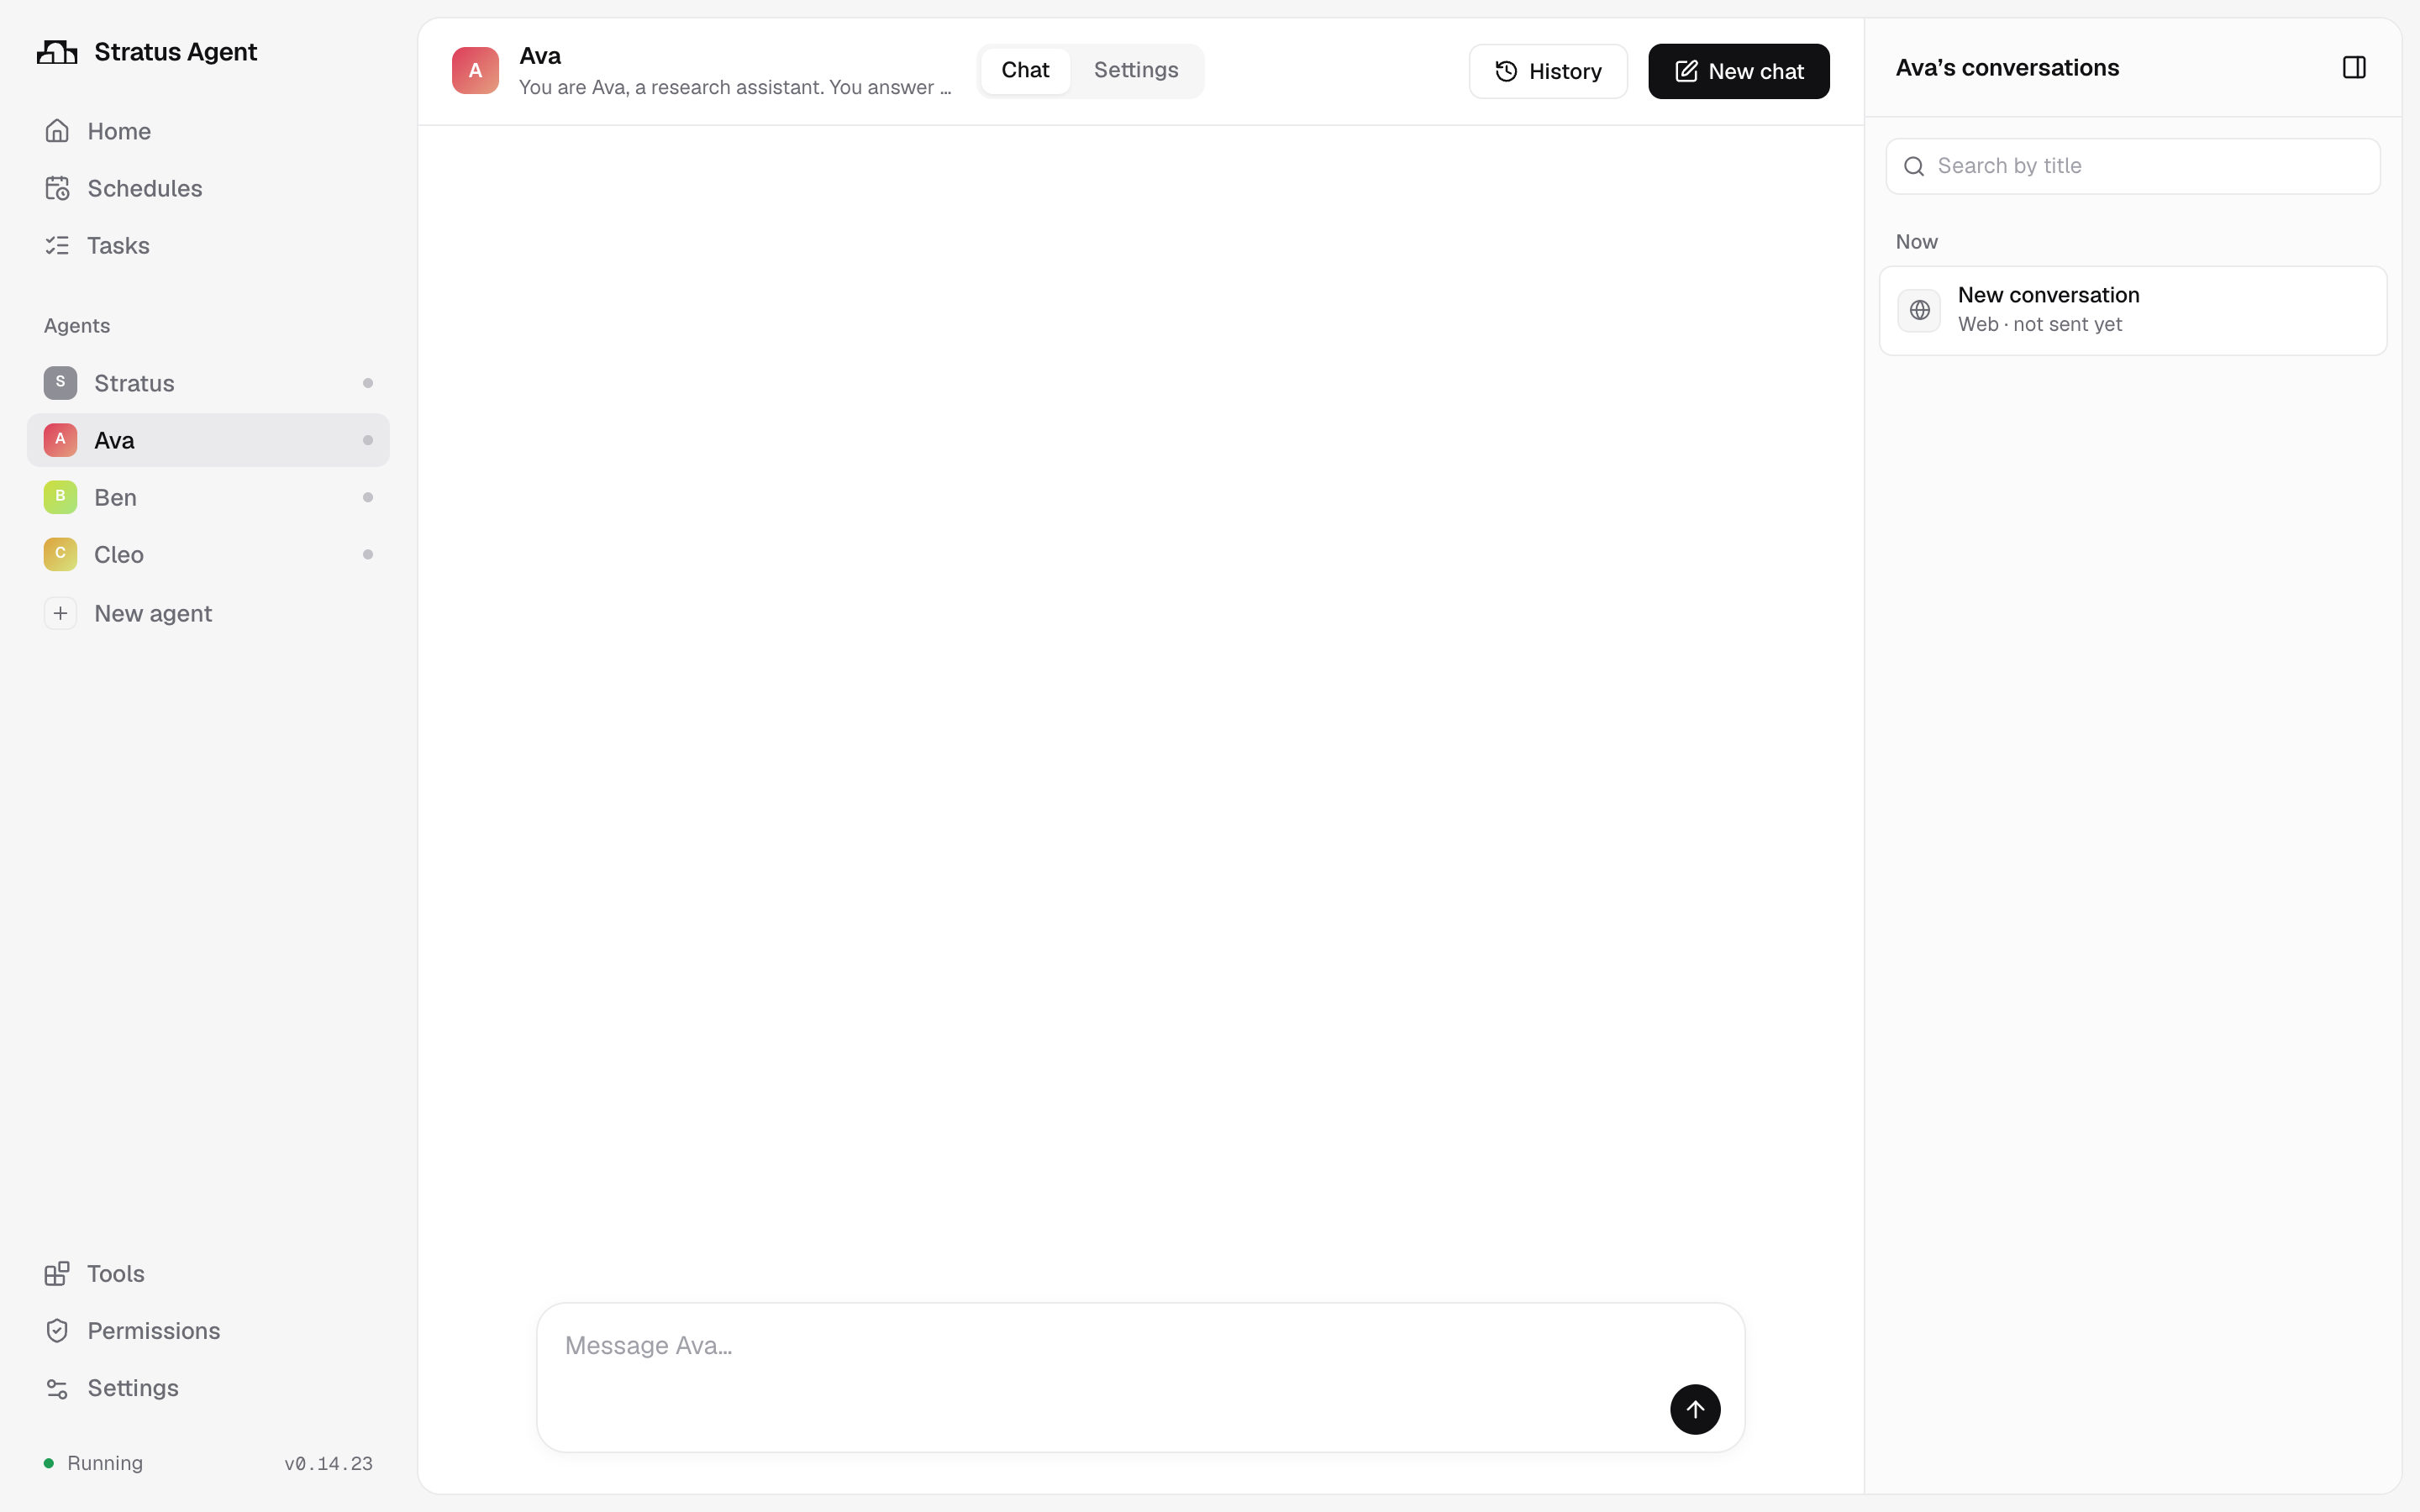 Stratus Agent
Home
Schedules
Tasks
Agents
S Stratus
A Ava
B Ben
C Cleo
New agent
Tools
Permissions
Settings
Running v0.14.23
A
Ava
You are Ava, a research assistant. You answer ...
Chat Settings
History
New chat
Message Ava...
Ava’s conversations
Search by title
Now
New conversation
Web · not sent yet